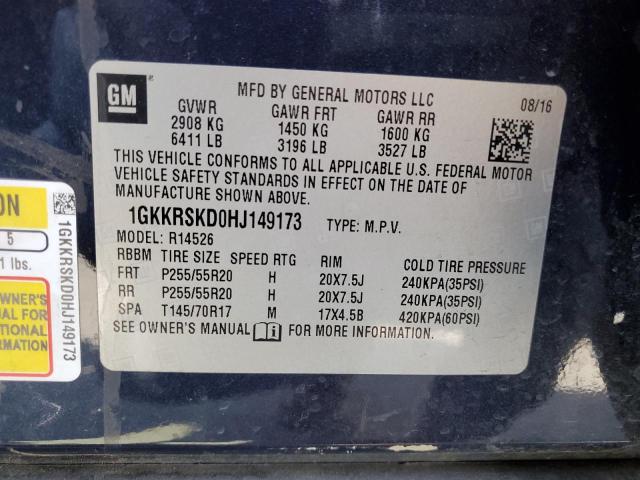 GM
MFD BY GENERAL MOTORS LLC
08/16
GVWR GAWR FRT GAWR RR
2908 KG 1450 KG 1600 KG
6411 LB 3196 LB 3527 LB
THIS VEHICLE CONFORMS TO ALL APPLICABLE U.S. FEDERAL MOTOR
VEHICLE SAFETY STANDARDS IN EFFECT ON THE DATE OF
MANUFACTURE SHOWN ABOVE.
1GKKRSKD0HJ149173 TYPE: M.P.V.
MODEL: R14526
RBBM TIRE SIZE SPEED RTG RIM COLD TIRE PRESSURE
FRT P255/55R20 H 20X7.5J 240KPA(35PSI)
RR P255/55R20 H 20X7.5J 240KPA(35PSI)
SPA T145/70R17 M 17X4.5B 420KPA(60PSI)
SEE OWNER'S MANUAL FOR MORE INFORMATION.
ON
5
1 lbs.
OWNER'S
AL FOR
TIONAL
RMATION
1GKKRSKD0HJ149173